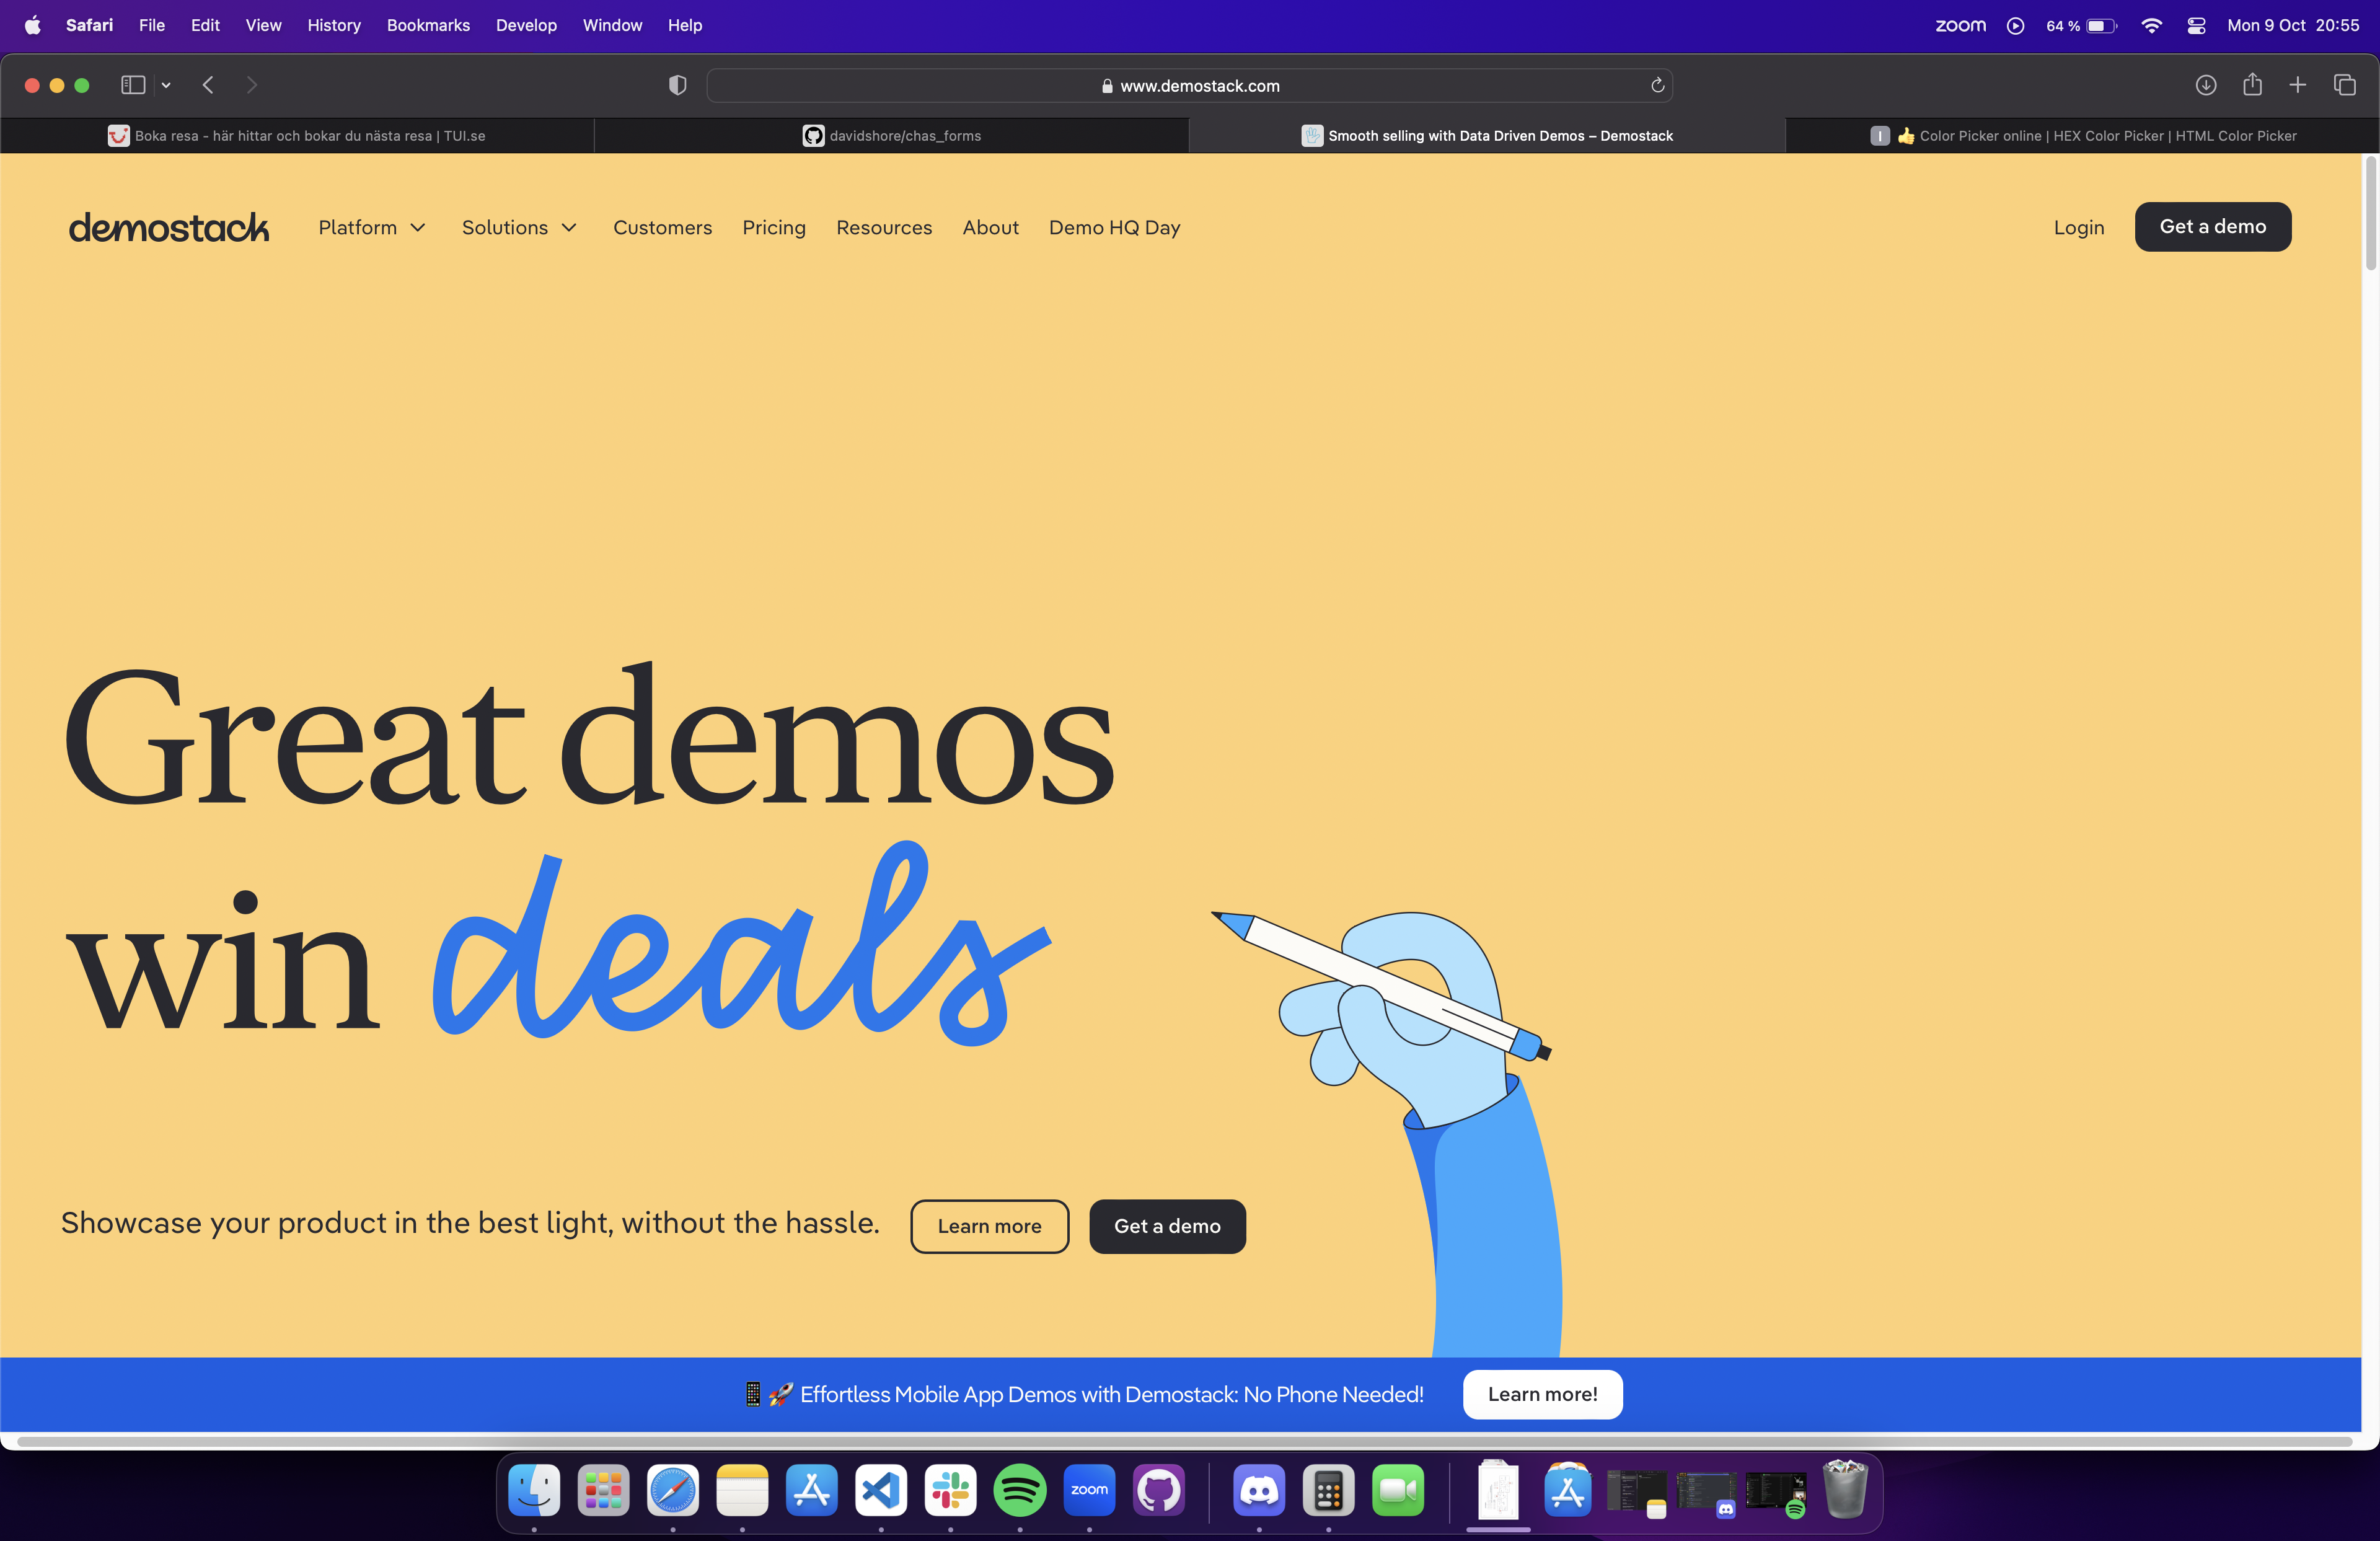 Safari File Edit View History Bookmarks Develop Window Help zoom 64 % Mon 9 Oct 20:55
www.demostack.com
Boka resa - här hittar och bokar du nästa resa | TUI.se davidshore/chas_forms Smooth selling with Data Driven Demos – Demostack I 👍 Color Picker online | HEX Color Picker | HTML Color Picker
demostack Platform Solutions Customers Pricing Resources About Demo HQ Day Login Get a demo
Great demos
win deals
Showcase your product in the best light, without the hassle. Learn more Get a demo
📱🚀 Effortless Mobile App Demos with Demostack: No Phone Needed! Learn more!
zoom